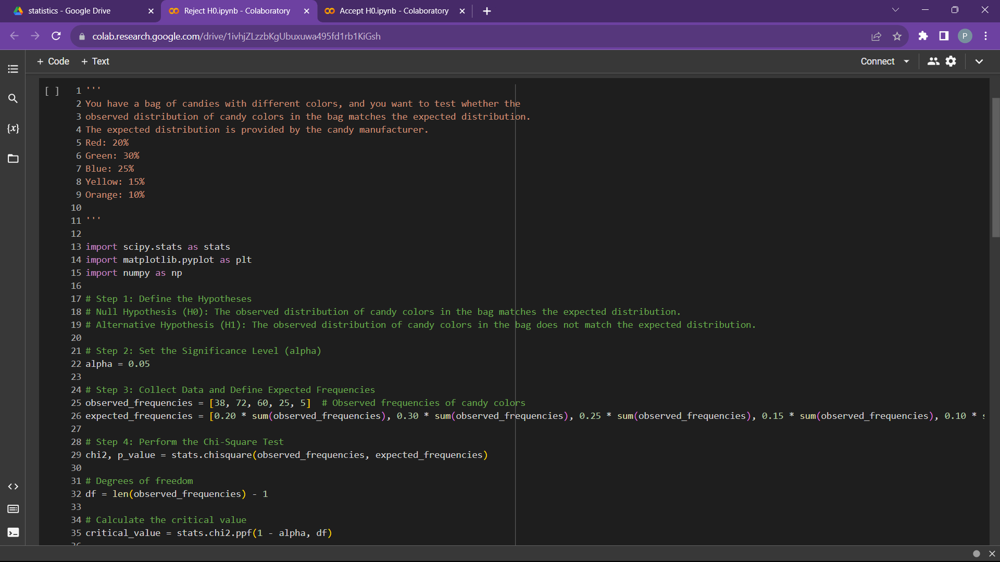 statistics - Google Drive
Reject H0.ipynb - Colaboratory
Accept H0.ipynb - Colaboratory
colab.research.google.com/drive/1ivhjZLzzbKgUbuxuwa495fd1rb1KiGsh
P
+ Code + Text
Connect
[ ]
1 '''
2 You have a bag of candies with different colors, and you want to test whether the
3 observed distribution of candy colors in the bag matches the expected distribution.
4 The expected distribution is provided by the candy manufacturer.
5 Red: 20%
6 Green: 30%
7 Blue: 25%
8 Yellow: 15%
9 Orange: 10%
10
11 '''
12
13 import scipy.stats as stats
14 import matplotlib.pyplot as plt
15 import numpy as np
16
17 # Step 1: Define the Hypotheses
18 # Null Hypothesis (H0): The observed distribution of candy colors in the bag matches the expected distribution.
19 # Alternative Hypothesis (H1): The observed distribution of candy colors in the bag does not match the expected distribution.
20
21 # Step 2: Set the Significance Level (alpha)
22 alpha = 0.05
23
24 # Step 3: Collect Data and Define Expected Frequencies
25 observed_frequencies = [38, 72, 60, 25, 5]  # Observed frequencies of candy colors
26 expected_frequencies = [0.20 * sum(observed_frequencies), 0.30 * sum(observed_frequencies), 0.25 * sum(observed_frequencies), 0.15 * sum(observed_frequencies), 0.10 *
27
28 # Step 4: Perform the Chi-Square Test
29 chi2, p_value = stats.chisquare(observed_frequencies, expected_frequencies)
30
31 # Degrees of freedom
32 df = len(observed_frequencies) - 1
33
34 # Calculate the critical value
35 critical_value = stats.chi2.ppf(1 - alpha, df)